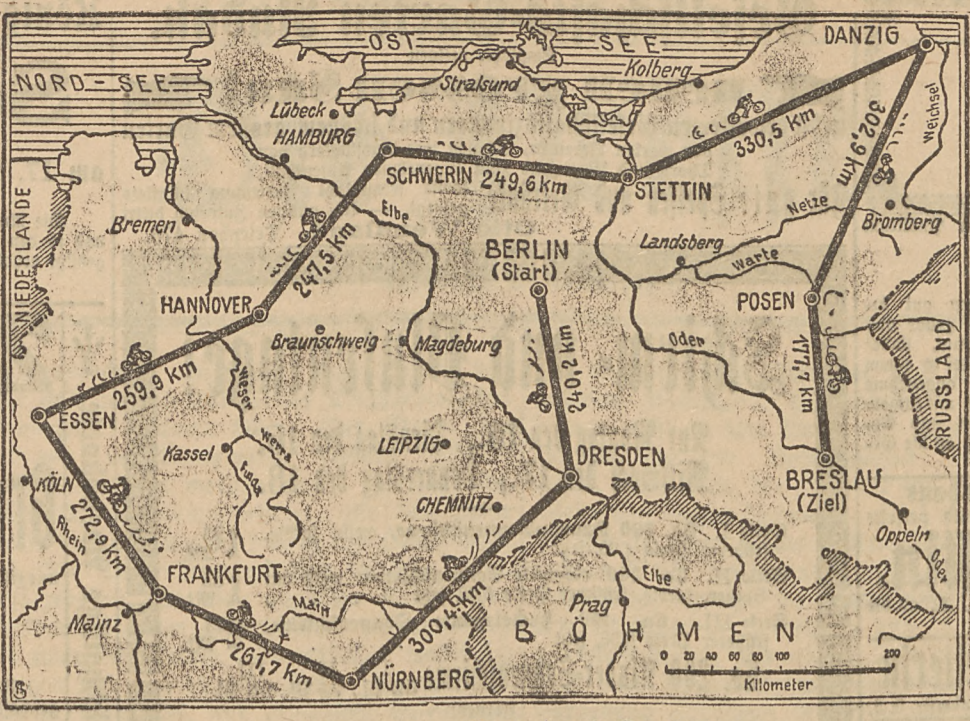 DANZIG
OST SEE
NORD-SEE
Stralsund
Kolberg
Lübeck
HAMBURG
330,5 km
302,9 km
Weichsel
SCHWERIN 249,6 km
STETTIN
NIEDERLANDE
Bremen
Elbe
Netze
Bromberg
247,5 km
BERLIN
(Start)
Landsberg
Warte
HANNOVER
POSEN
Braunschweig
Magdeburg
Oder
240,2 km
177,7 km
RUSSLAND
259,9 km
ESSEN
Weser
Werra
Kassel
Fulda
LEIPZIG
DRESDEN
KÖLN
CHEMNITZ
BRESLAU
(Ziel)
272,9 km
Rhein
Oppeln
FRANKFURT
Elbe
Oder
Main
300,4 Km
Prag
Mainz
BÖHMEN
261,7 km
NÜRNBERG
0 20 40 60 80 100 200
Kilometer